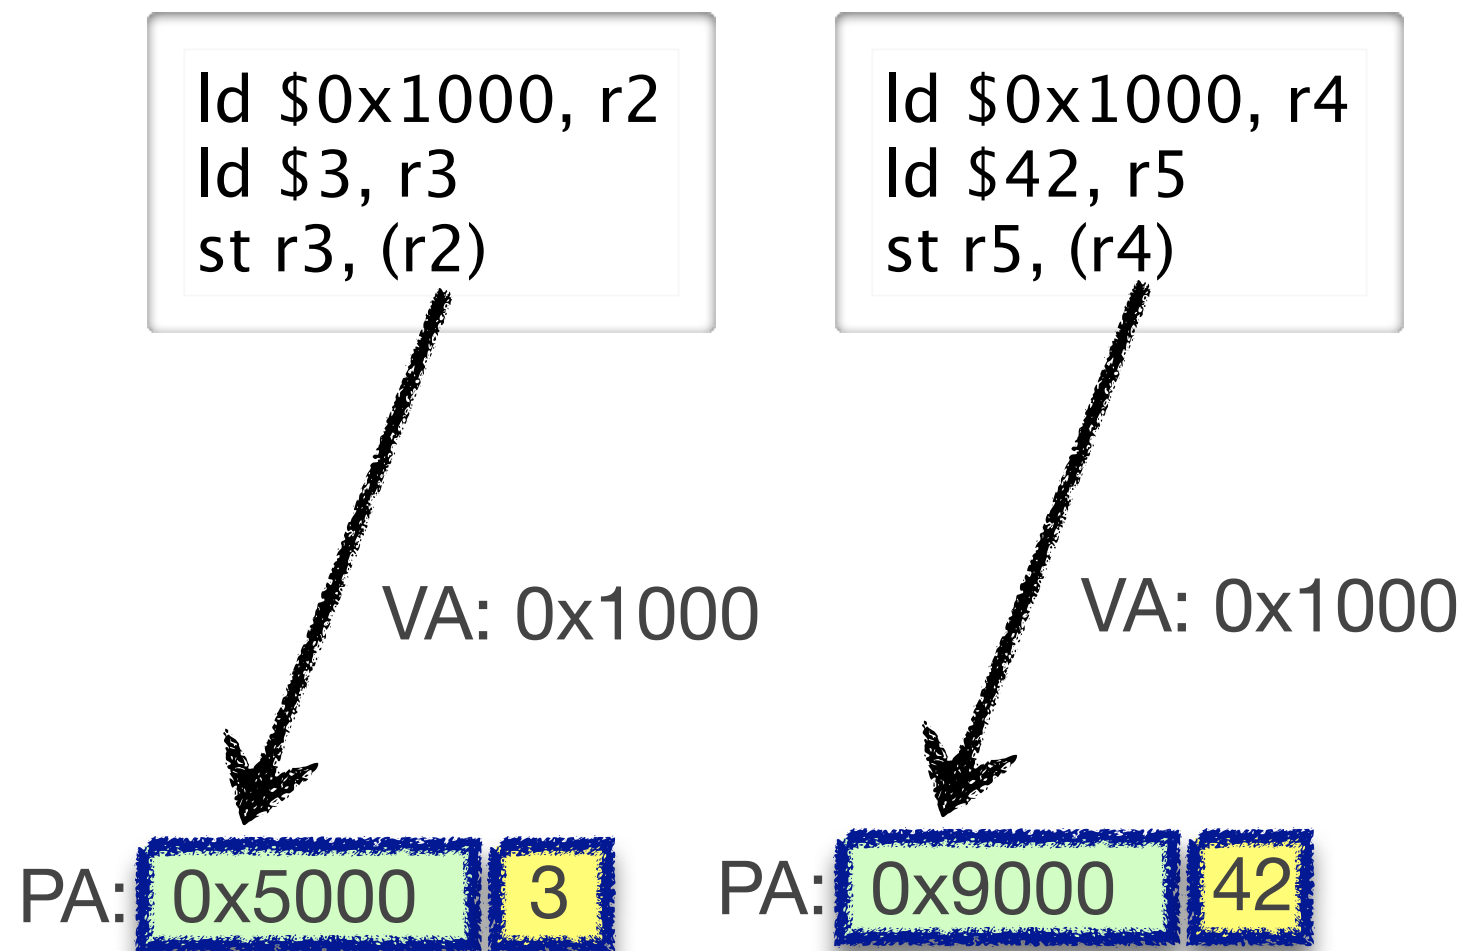 ld $0x1000, r2
ld $3, r3
st r3, (r2)
ld $0x1000, r4
ld $42, r5
st r5, (r4)
VA: 0x1000
VA: 0x1000
PA: 0x5000 3
PA: 0x9000 42